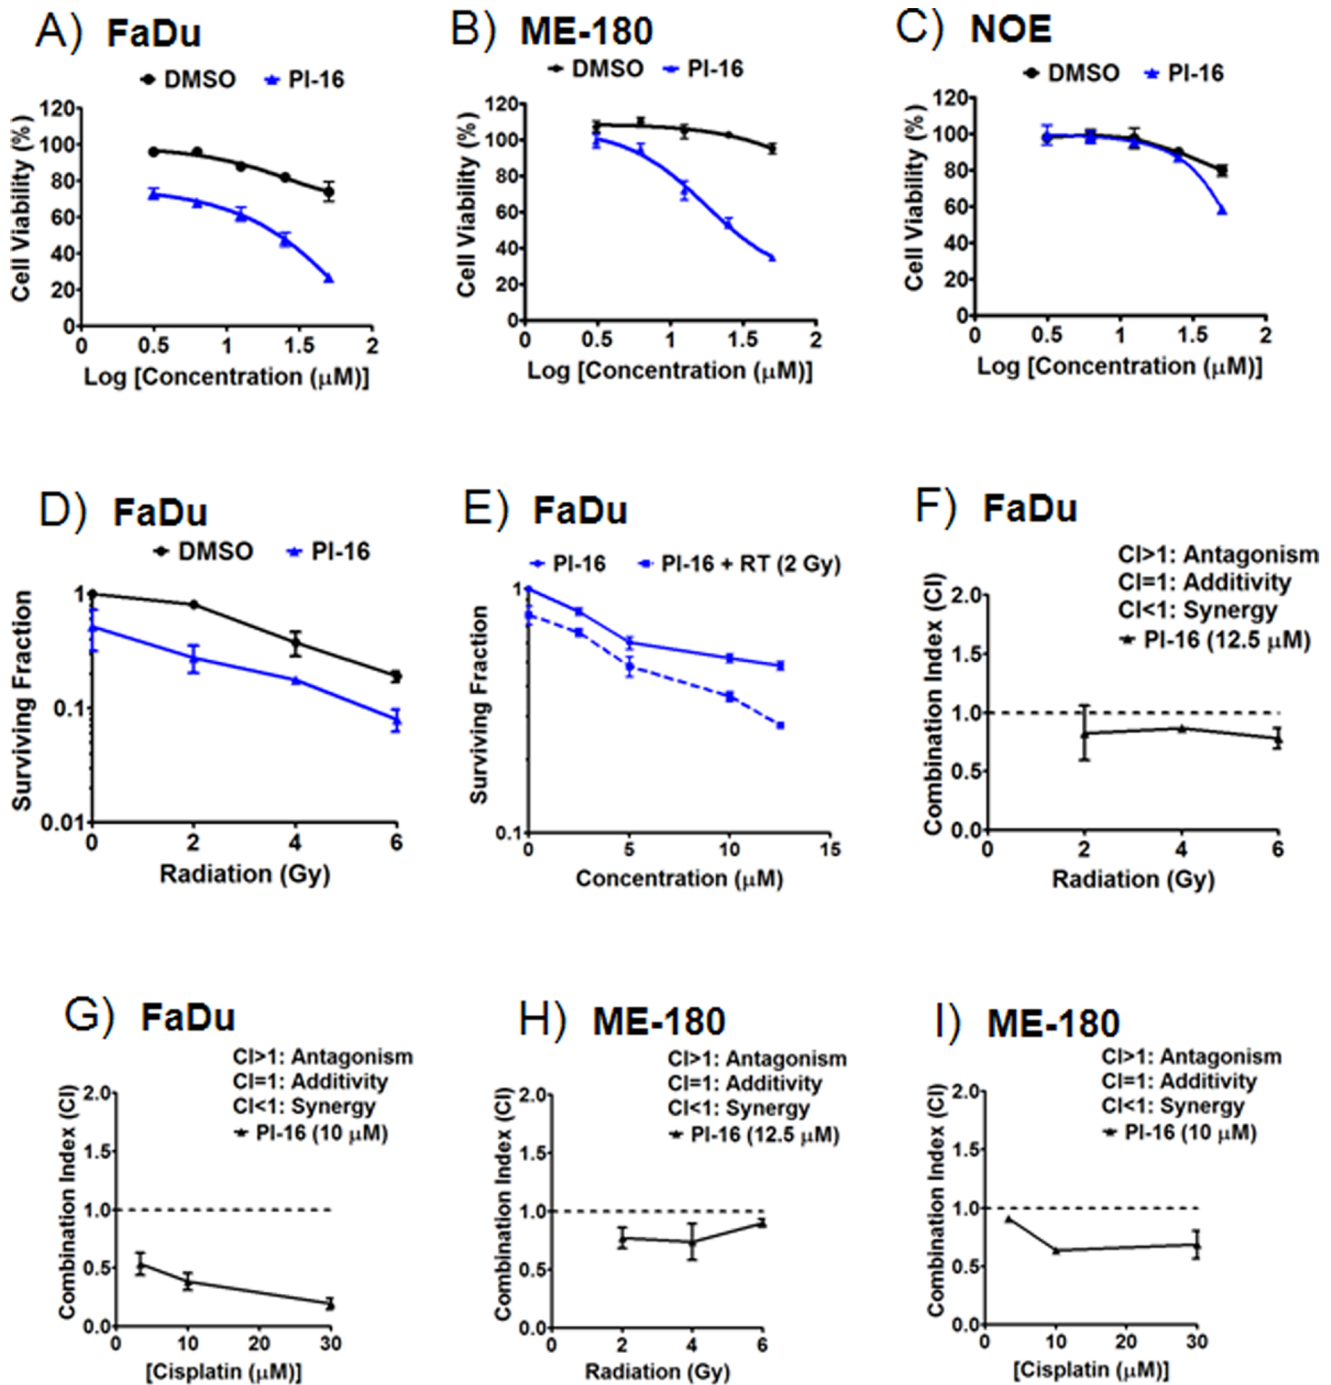 A) FaDu
DMSO PI-16
Cell Viability (%)
120
100
80
60
40
20
0
0 0.5 1 1.5 2
Log [Concentration (μM)]
B) ME-180
DMSO PI-16
Cell Viability (%)
120
100
80
60
40
20
0
0 0.5 1 1.5 2
Log [Concentration (μM)]
C) NOE
DMSO PI-16
Cell Viability (%)
120
100
80
60
40
20
0
0 0.5 1 1.5 2
Log [Concentration (μM)]
D) FaDu
DMSO PI-16
Surviving Fraction
1
0.1
0.01
0 2 4 6
Radiation (Gy)
E) FaDu
PI-16 PI-16 + RT (2 Gy)
Surviving Fraction
1
0.1
0 5 10 15
Concentration (μM)
F) FaDu
CI>1: Antagonism
CI=1: Additivity
CI<1: Synergy
PI-16 (12.5 μM)
Combination Index (CI)
2.0
1.5
1.0
0.5
0.0
0 2 4 6
Radiation (Gy)
G) FaDu
CI>1: Antagonism
CI=1: Additivity
CI<1: Synergy
PI-16 (10 μM)
Combination Index (CI)
2.0
1.5
1.0
0.5
0.0
0 10 20 30
[Cisplatin (μM)]
H) ME-180
CI>1: Antagonism
CI=1: Additivity
CI<1: Synergy
PI-16 (12.5 μM)
Combination Index (CI)
2.0
1.5
1.0
0.5
0.0
0 2 4 6
Radiation (Gy)
I) ME-180
CI>1: Antagonism
CI=1: Additivity
CI<1: Synergy
PI-16 (10 μM)
Combination Index (CI)
2.0
1.5
1.0
0.5
0.0
0 10 20 30
[Cisplatin (μM)]